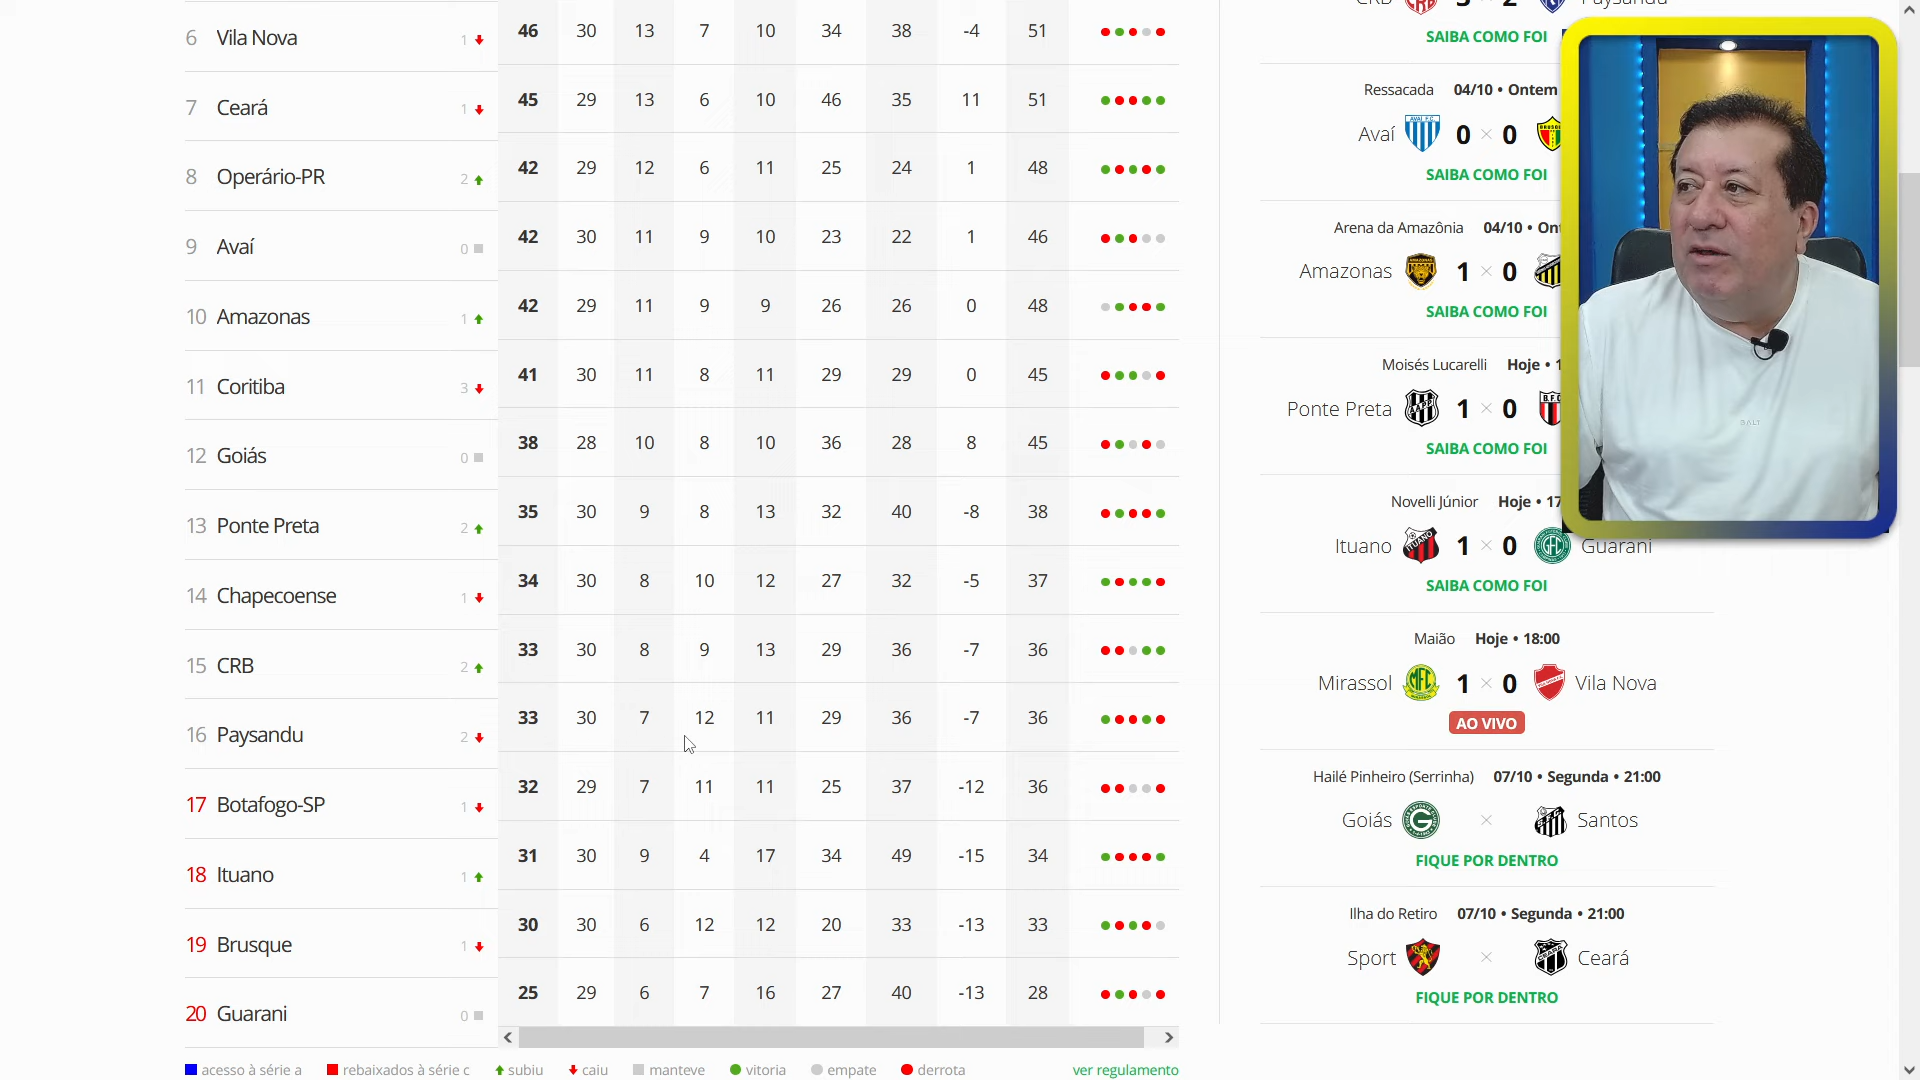 6 Vila Nova 1 46 30 13 7 10 34 38 -4 51
7 Ceará 1 45 29 13 6 10 46 35 11 51
8 Operário-PR 2 42 29 12 6 11 25 24 1 48
9 Avaí 0 42 30 11 9 10 23 22 1 46
10 Amazonas 1 42 29 11 9 9 26 26 0 48
11 Coritiba 3 41 30 11 8 11 29 29 0 45
12 Goiás 0 38 28 10 8 10 36 28 8 45
13 Ponte Preta 2 35 30 9 8 13 32 40 -8 38
14 Chapecoense 1 34 30 8 10 12 27 32 -5 37
15 CRB 2 33 30 8 9 13 29 36 -7 36
16 Paysandu 2 33 30 7 12 11 29 36 -7 36
17 Botafogo-SP 1 32 29 7 11 11 25 37 -12 36
18 Ituano 1 31 30 9 4 17 34 49 -15 34
19 Brusque 1 30 30 6 12 12 20 33 -13 33
20 Guarani 0 25 29 6 7 16 27 40 -13 28
acesso à série a rebaixados à série c subiu caiu manteve vitoria empate derrota ver regulamento
SAIBA COMO FOI
Ressacada 04/10 • Ontem
Avaí 0 × 0
SAIBA COMO FOI
Arena da Amazônia 04/10 • Ont
Amazonas 1 × 0
SAIBA COMO FOI
Moisés Lucarelli Hoje • 1
Ponte Preta 1 × 0
SAIBA COMO FOI
Novelli Júnior Hoje • 17
Ituano 1 × 0 Guarani
SAIBA COMO FOI
Maião Hoje • 18:00
Mirassol 1 × 0 Vila Nova
AO VIVO
Hailé Pinheiro (Serrinha) 07/10 • Segunda • 21:00
Goiás × Santos
FIQUE POR DENTRO
Ilha do Retiro 07/10 • Segunda • 21:00
Sport × Ceará
FIQUE POR DENTRO